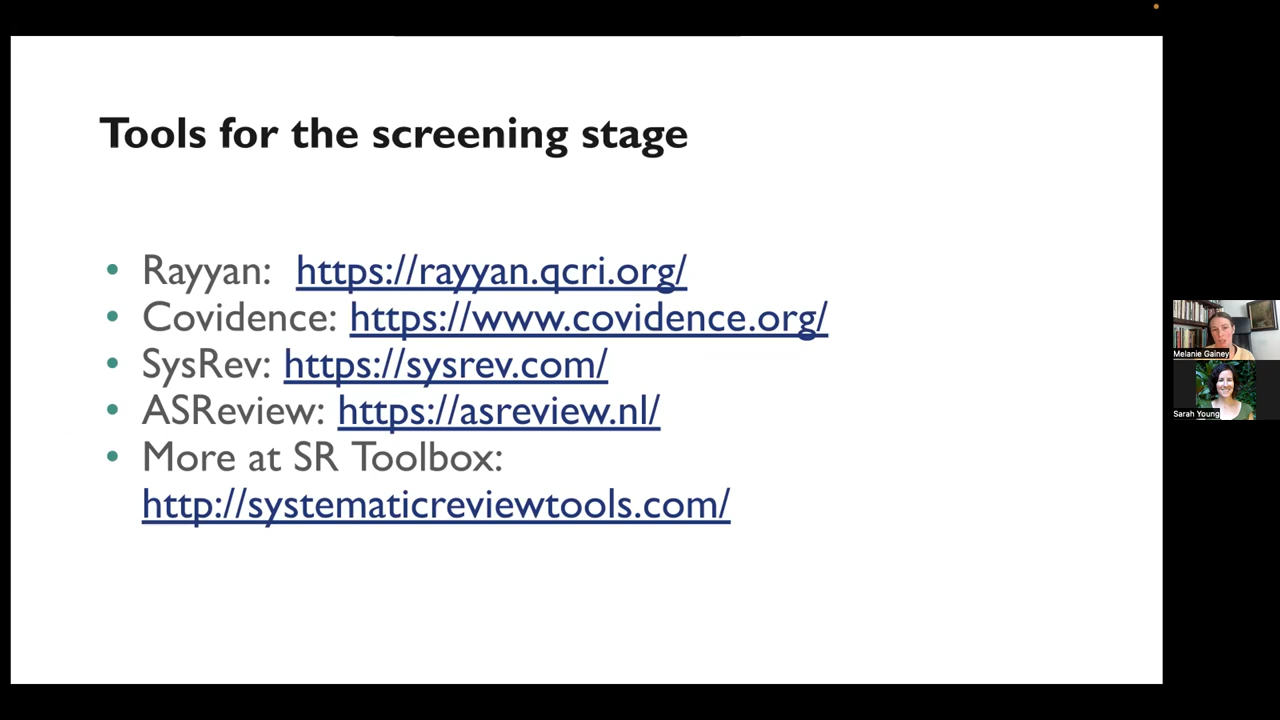 Tools for the screening stage
• Rayyan: https://rayyan.qcri.org/
• Covidence: https://www.covidence.org/
• SysRev: https://sysrev.com/
• ASReview: https://asreview.nl/
• More at SR Toolbox:
http://systematicreviewtools.com/
Melanie Gainey
Sarah Young